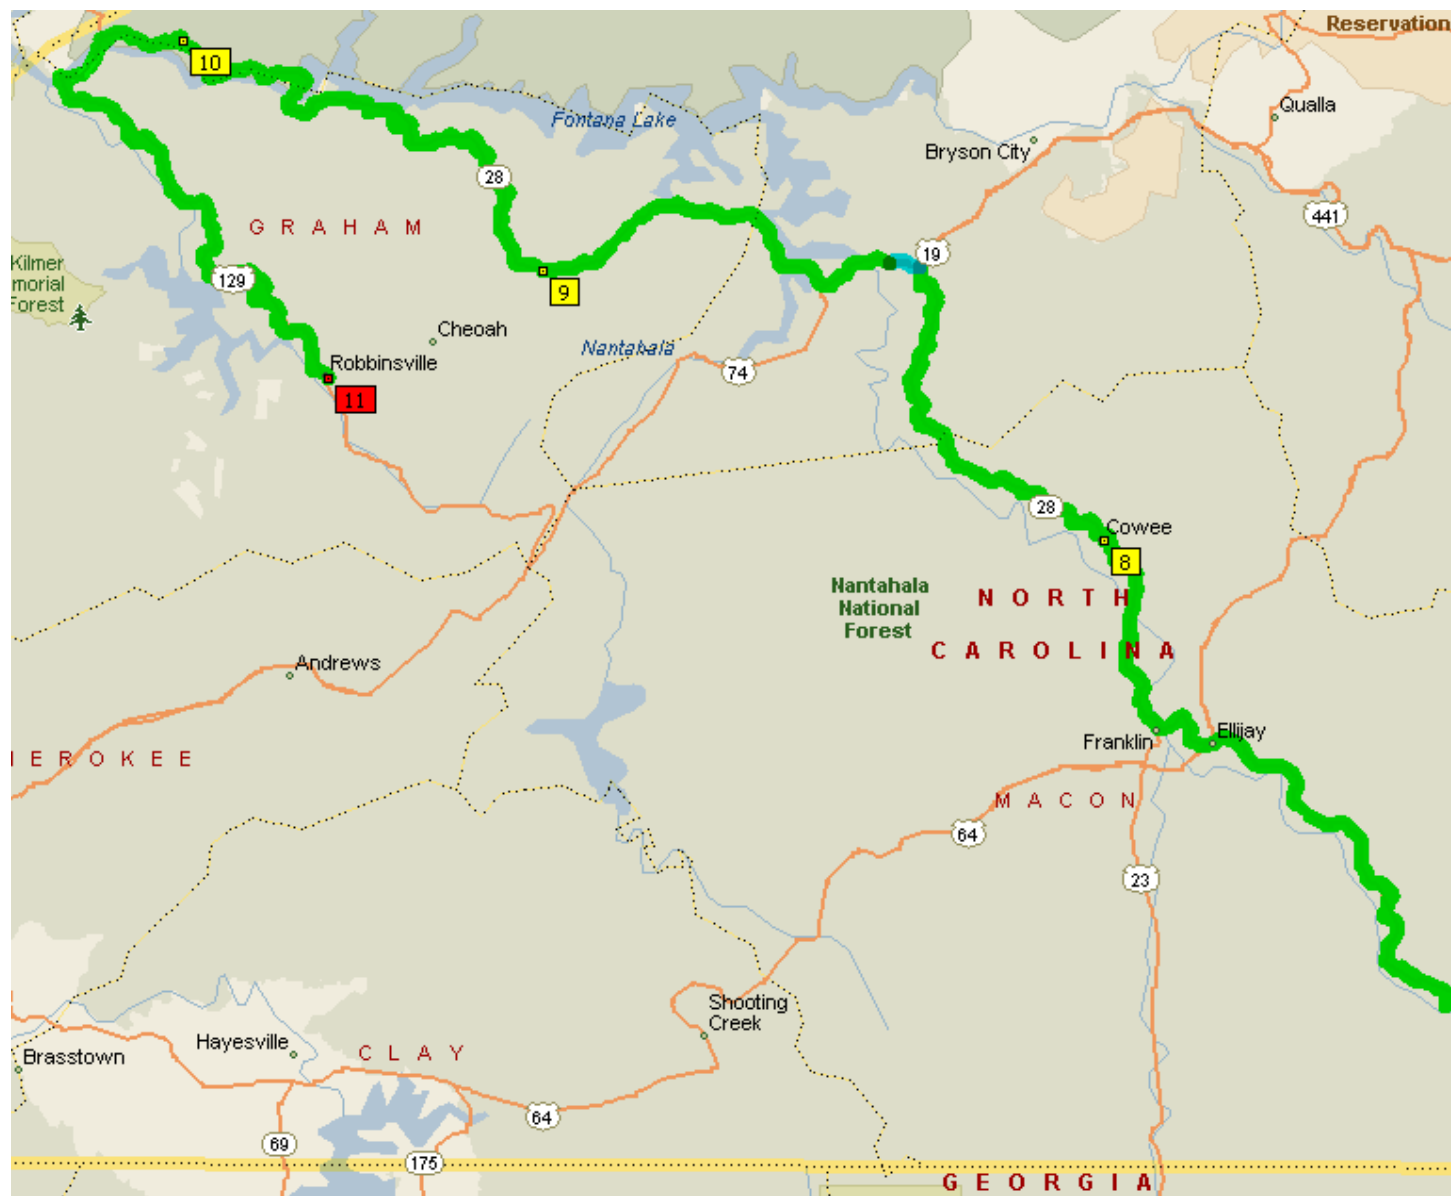 Reservation
10
Qualla
Fontana Lake
Bryson City
28
441
G R A H A M
19
Kilmer
morial
Forest
129
9
Cheoah
Nantahala
Robbinsville
74
11
28
Cowee
8
Nantahala
National
Forest
N O R T H
C A R O L I N A
Andrews
Franklin
Ellijay
E R O K E E
M A C O N
64
23
Shooting
Creek
Hayesville
C L A Y
Brasstown
64
69
175
G E O R G I A